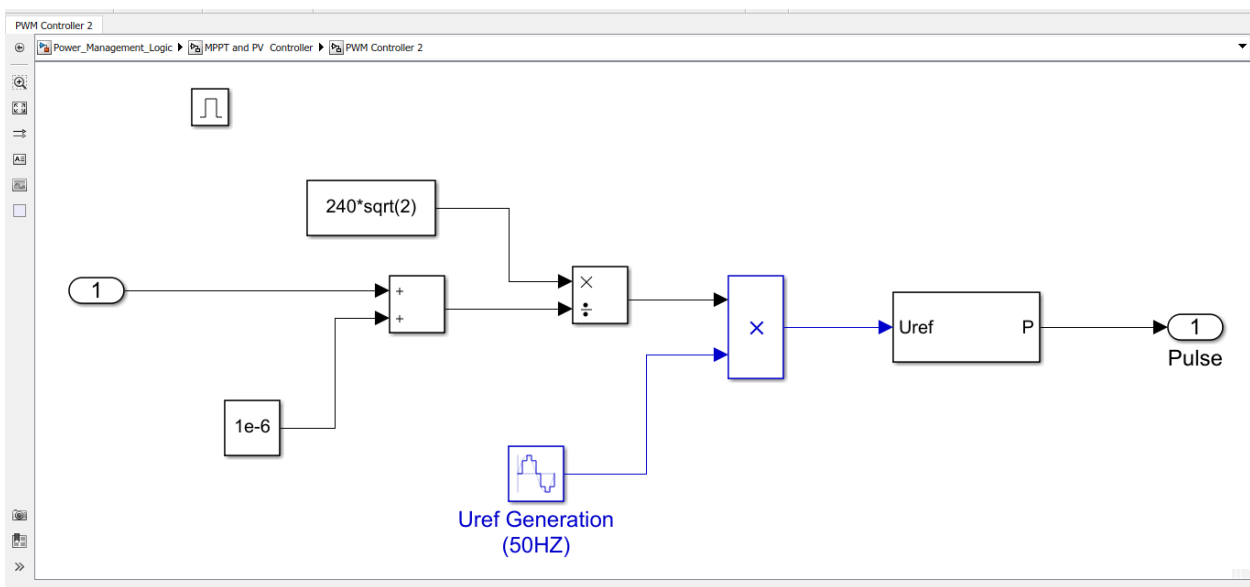 PWM Controller 2
Power_Management_Logic MPPT and PV Controller PWM Controller 2
240*sqrt(2)
1
+
+
×
÷
×
Uref P
1
Pulse
1e-6
Uref Generation
(50HZ)